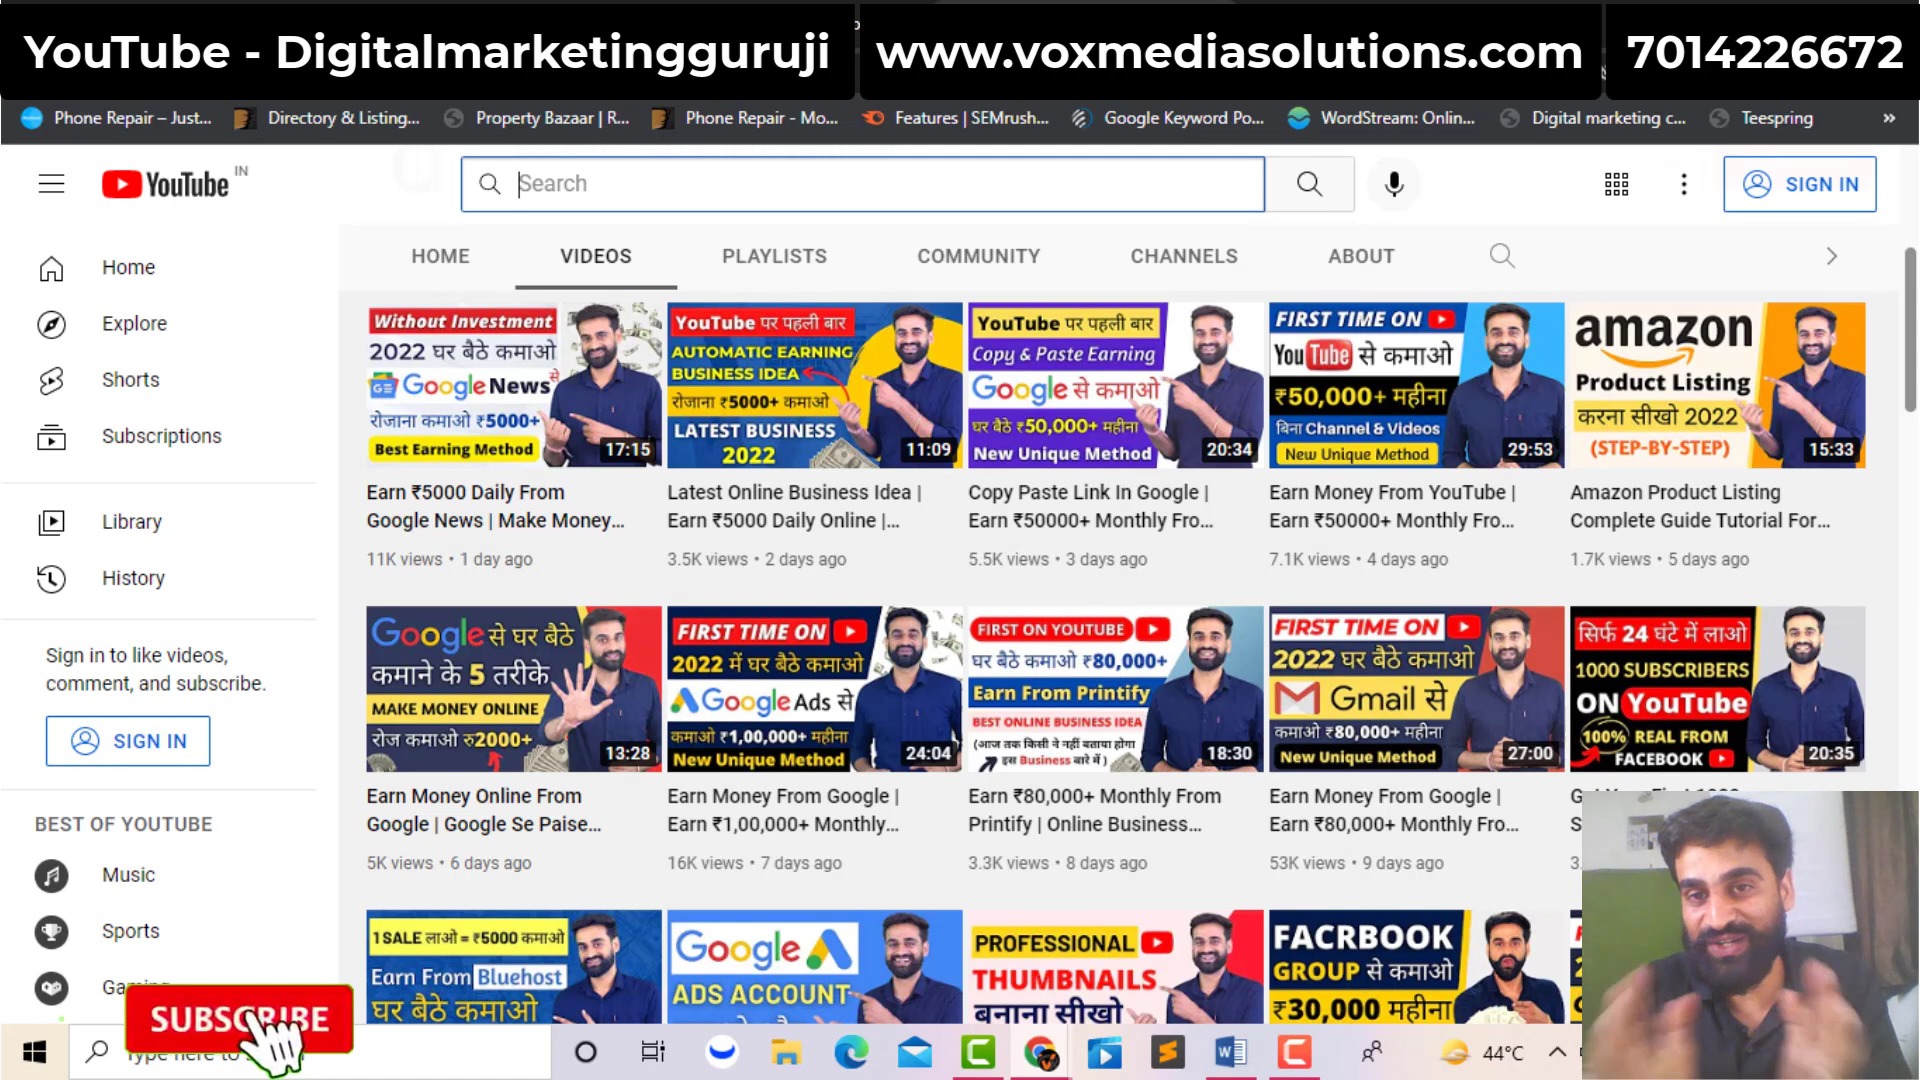 YouTube - Digitalmarketingguruji
www.voxmediasolutions.com
7014226672
Phone Repair – Just...
Directory & Listing...
Property Bazaar | R...
Phone Repair - Mo...
Features | SEMrush...
Google Keyword Po...
WordStream: Onlin...
Digital marketing c...
Teespring
»
YouTube IN
Search
SIGN IN
Home
Explore
Shorts
Subscriptions
Library
History
Sign in to like videos,
comment, and subscribe.
SIGN IN
BEST OF YOUTUBE
Music
Sports
HOME
VIDEOS
PLAYLISTS
COMMUNITY
CHANNELS
ABOUT
Without Investment
2022 घर बैठे कमाओ
GE Google News से
रोजाना कमाओ ₹5000+
Best Earning Method
17:15
Earn ₹5000 Daily From
Google News | Make Money...
11K views • 1 day ago
YouTube पर पहली बार
AUTOMATIC EARNING
BUSINESS IDEA
रोजाना ₹5000+ कमाओ
LATEST BUSINESS
2022
11:09
Latest Online Business Idea |
Earn ₹5000 Daily Online |...
3.5K views • 2 days ago
YouTube पर पहली बार
Copy & Paste Earning
Google से कमाओ
घर बैठे ₹50,000+ महीना
New Unique Method
20:34
Copy Paste Link In Google |
Earn ₹50000+ Monthly Fro...
5.5K views • 3 days ago
FIRST TIME ON
YouTube से कमाओ
₹50,000+ महीना
बिना Channel & Videos
New Unique Method
29:53
Earn Money From YouTube |
Earn ₹50000+ Monthly Fro...
7.1K views • 4 days ago
amazon
Product Listing
करना सीखो 2022
(STEP-BY-STEP)
15:33
Amazon Product Listing
Complete Guide Tutorial For...
1.7K views • 5 days ago
Google से घर बैठे
कमाने के 5 तरीके
MAKE MONEY ONLINE
रोज कमाओ रु2000+
13:28
Earn Money Online From
Google | Google Se Paise...
5K views • 6 days ago
FIRST TIME ON
2022 में घर बैठे कमाओ
Google Ads से
कमाओ ₹1,00,000+ महीना
New Unique Method
24:04
Earn Money From Google |
Earn ₹1,00,000+ Monthly...
16K views • 7 days ago
FIRST ON YOUTUBE
घर बैठे कमाओ ₹80,000+
Earn From Printify
BEST ONLINE BUSINESS IDEA
(आज तक किसी ने नहीं बताया होगा
इस Business बारे में )
18:30
Earn ₹80,000+ Monthly From
Printify | Online Business...
3.3K views • 8 days ago
FIRST TIME ON
2022 घर बैठे कमाओ
Gmail से
कमाओ ₹80,000+ महीना
New Unique Method
27:00
Earn Money From Google |
Earn ₹80,000+ Monthly Fro...
53K views • 9 days ago
सिर्फ 24 घंटे में लाओ
1000 SUBSCRIBERS
ON YouTube
100% REAL FROM
FACEBOOK
20:35
1 SALE लाओ = ₹5000 कमाओ
Earn From Bluehost
घर बैठे कमाओ
Google
ADS ACCOUNT
PROFESSIONAL
THUMBNAILS
बनाना सीखो
FACRBOOK
GROUP से कमाओ
₹30,000 महीना
SUBSCRIBE
Type here to
44°C